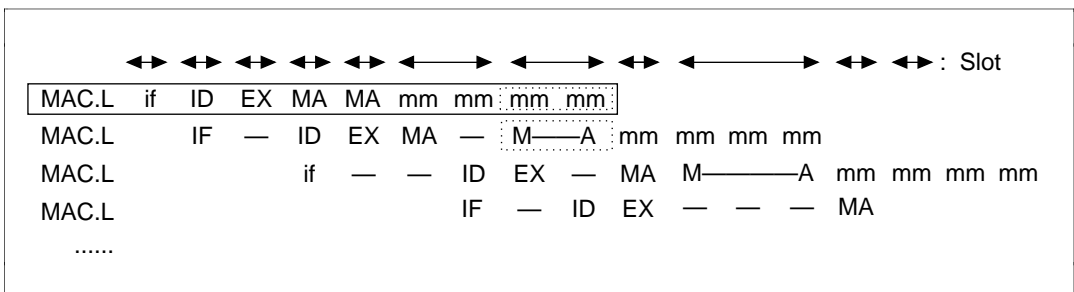 : Slot
MAC.L if ID EX MA MA mm mm mm mm
MAC.L IF — ID EX MA — M——A mm mm mm mm
MAC.L if — — ID EX — MA M————A mm mm mm mm
MAC.L IF — ID EX — — — MA
......